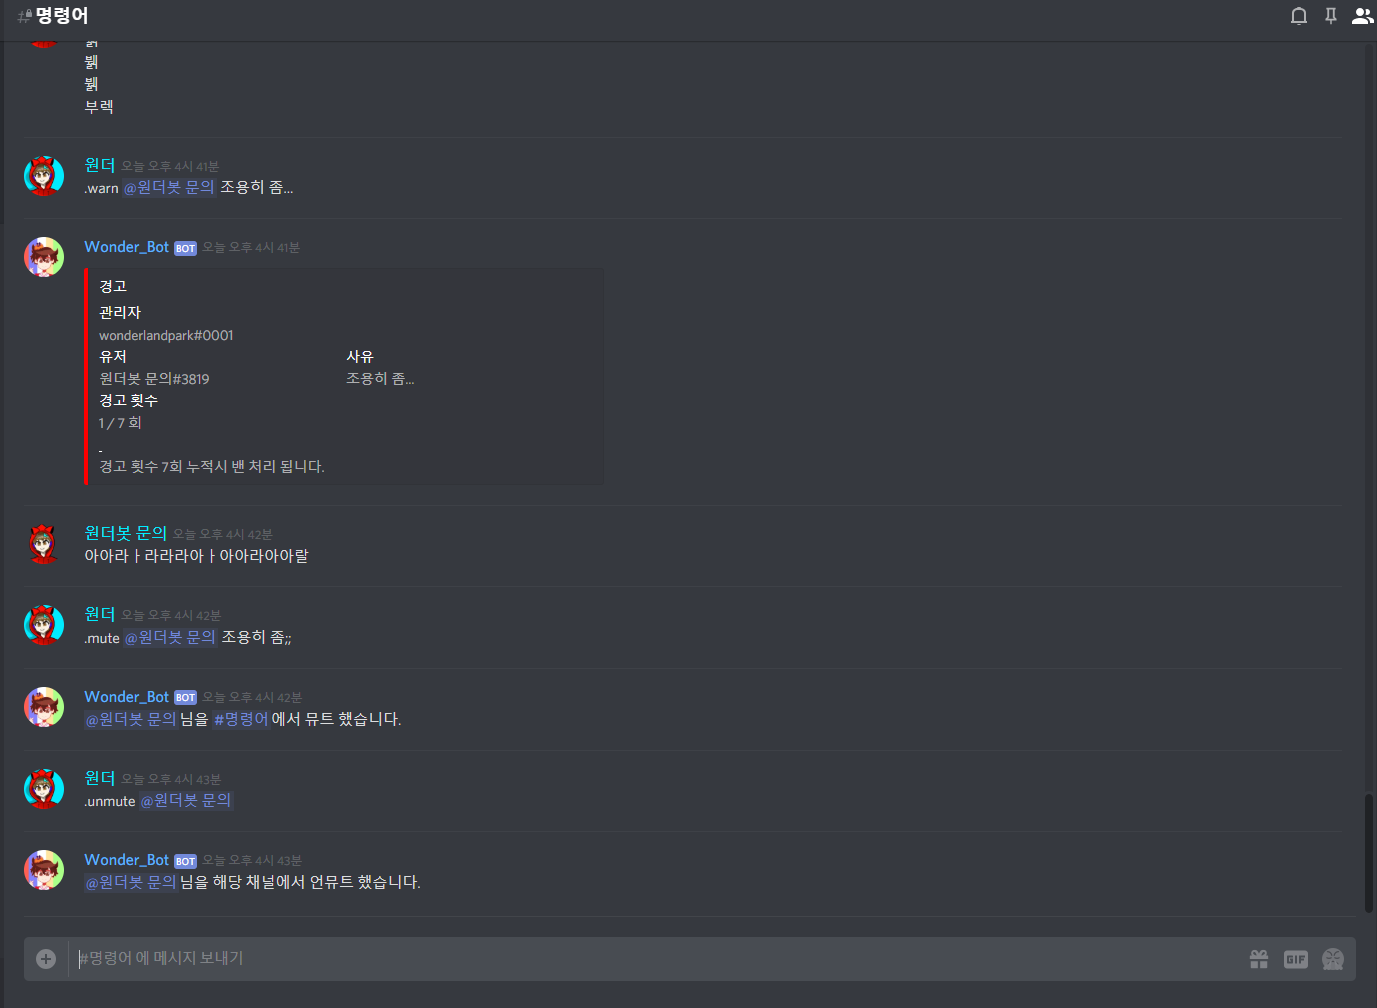 명령어
뷁
뷁
부렉
원더 오늘 오후 4시 41분
.warn @원더봇 문의 조용히 좀...
Wonder_Bot BOT 오늘 오후 4시 41분
경고
관리자
wonderlandpark#0001
유저 사유
원더봇 문의#3819 조용히 좀...
경고 횟수
1 / 7 회
-
경고 횟수 7회 누적시 밴 처리 됩니다.
원더봇 문의 오늘 오후 4시 42분
아아라ㅏ라라라아ㅏ아아라아아랄
원더 오늘 오후 4시 42분
.mute @원더봇 문의 조용히 좀;;
Wonder_Bot BOT 오늘 오후 4시 42분
@원더봇 문의님을 #명령어에서 뮤트 했습니다.
원더 오늘 오후 4시 43분
.unmute @원더봇 문의
Wonder_Bot BOT 오늘 오후 4시 43분
@원더봇 문의님을 해당 채널에서 언뮤트 했습니다.
#명령어 에 메시지 보내기
GIF